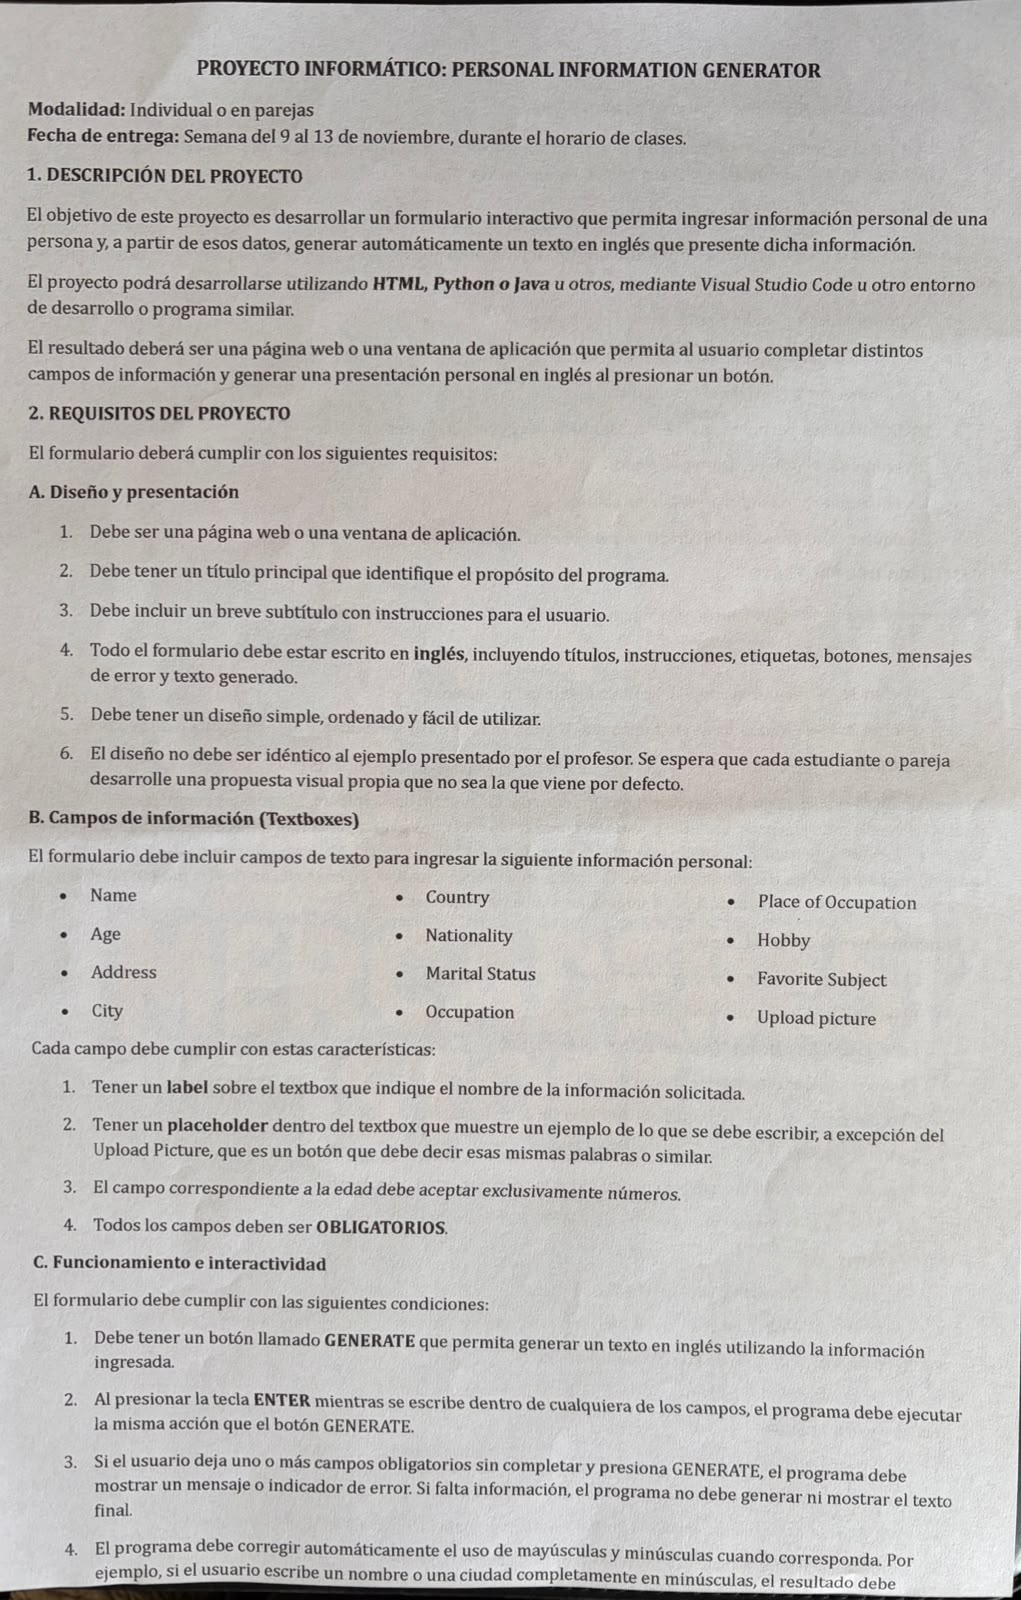 PROYECTO INFORMÁTICO: PERSONAL INFORMATION GENERATOR
Modalidad: Individual o en parejas
Fecha de entrega: Semana del 9 al 13 de noviembre, durante el horario de clases.
1. DESCRIPCIÓN DEL PROYECTO
El objetivo de este proyecto es desarrollar un formulario interactivo que permita ingresar información personal de una
persona y, a partir de esos datos, generar automáticamente un texto en inglés que presente dicha información.
El proyecto podrá desarrollarse utilizando HTML, Python o Java u otros, mediante Visual Studio Code u otro entorno
de desarrollo o programa similar.
El resultado deberá ser una página web o una ventana de aplicación que permita al usuario completar distintos
campos de información y generar una presentación personal en inglés al presionar un botón.
2. REQUISITOS DEL PROYECTO
El formulario deberá cumplir con los siguientes requisitos:
A. Diseño y presentación
1. Debe ser una página web o una ventana de aplicación.
2. Debe tener un título principal que identifique el propósito del programa.
3. Debe incluir un breve subtítulo con instrucciones para el usuario.
4. Todo el formulario debe estar escrito en inglés, incluyendo títulos, instrucciones, etiquetas, botones, mensajes
de error y texto generado.
5. Debe tener un diseño simple, ordenado y fácil de utilizar.
6. El diseño no debe ser idéntico al ejemplo presentado por el profesor. Se espera que cada estudiante o pareja
desarrolle una propuesta visual propia que no sea la que viene por defecto.
B. Campos de información (Textboxes)
El formulario debe incluir campos de texto para ingresar la siguiente información personal:
• Name
• Age
• Address
• City
• Country
• Nationality
• Marital Status
• Occupation
• Place of Occupation
• Hobby
• Favorite Subject
• Upload picture
Cada campo debe cumplir con estas características:
1. Tener un label sobre el textbox que indique el nombre de la información solicitada.
2. Tener un placeholder dentro del textbox que muestre un ejemplo de lo que se debe escribir, a excepción del
Upload Picture, que es un botón que debe decir esas mismas palabras o similar.
3. El campo correspondiente a la edad debe aceptar exclusivamente números.
4. Todos los campos deben ser OBLIGATORIOS.
C. Funcionamiento e interactividad
El formulario debe cumplir con las siguientes condiciones:
1. Debe tener un botón llamado GENERATE que permita generar un texto en inglés utilizando la información
ingresada.
2. Al presionar la tecla ENTER mientras se escribe dentro de cualquiera de los campos, el programa debe ejecutar
la misma acción que el botón GENERATE.
3. Si el usuario deja uno o más campos obligatorios sin completar y presiona GENERATE, el programa debe
mostrar un mensaje o indicador de error. Si falta información, el programa no debe generar ni mostrar el texto
final.
4. El programa debe corregir automáticamente el uso de mayúsculas y minúsculas cuando corresponda. Por
ejemplo, si el usuario escribe un nombre o una ciudad completamente en minúsculas, el resultado debe